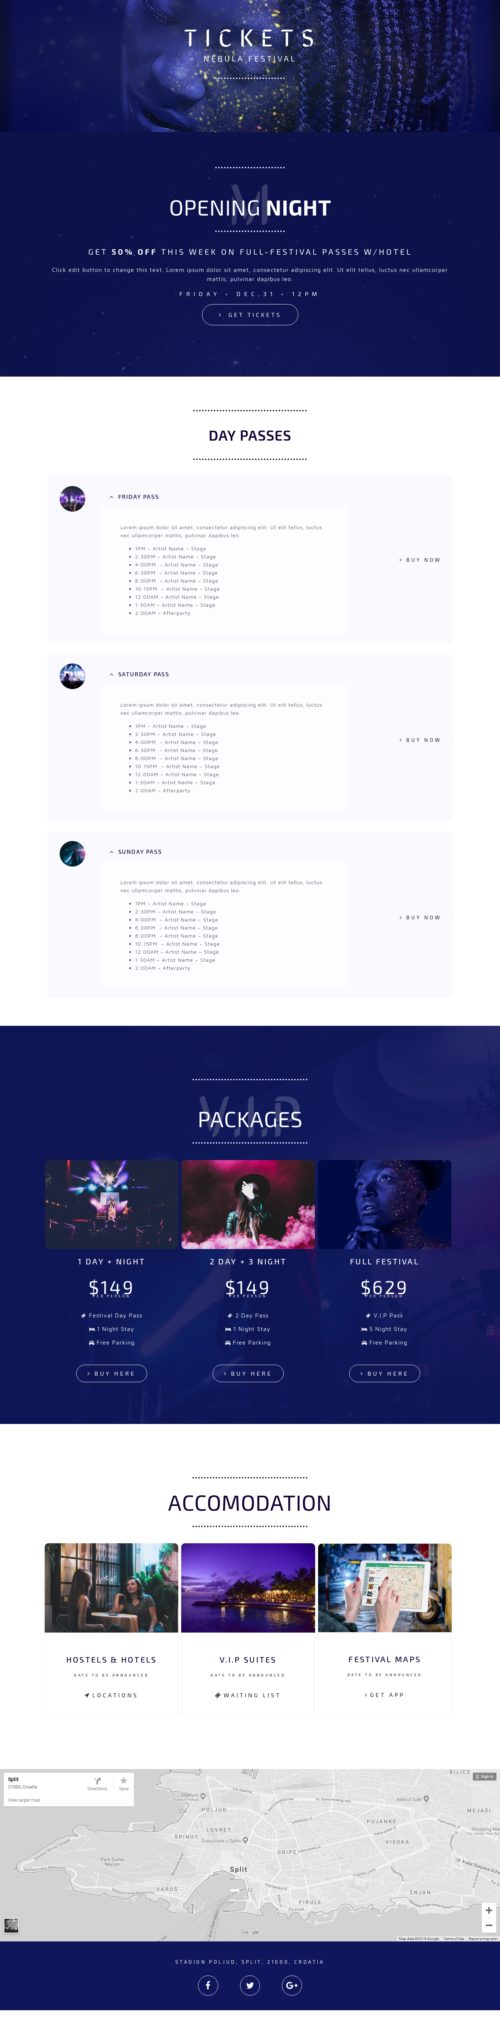 TICKETS
NEBULA FESTIVAL
OPENING NIGHT
GET 50% OFF THIS WEEK ON FULL-FESTIVAL PASSES W/HOTEL
Click edit button to change this text. Lorem ipsum dolor sit amet, consectetur adipiscing elit. Ut elit tellus, luctus nec ullamcorper
mattis, pulvinar dapibus leo.
FRIDAY • DEC,31 • 12PM
> GET TICKETS
DAY PASSES
FRIDAY PASS
Lorem ipsum dolor sit amet, consectetur adipiscing elit. Ut elit tellus, luctus
nec ullamcorper mattis, pulvinar dapibus leo.
• 1PM – Artist Name – Stage
• 2:30PM – Artist Name – Stage
• 4:00PM – Artist Name – Stage
• 6:30PM – Artist Name – Stage
• 8:00PM – Artist Name – Stage
• 10:15PM – Artist Name – Stage
• 12:00AM – Artist Name – Stage
• 1:30AM – Artist Name – Stage
• 2:00AM – Afterparty
> BUY NOW
SATURDAY PASS
Lorem ipsum dolor sit amet, consectetur adipiscing elit. Ut elit tellus, luctus
nec ullamcorper mattis, pulvinar dapibus leo.
• 1PM – Artist Name – Stage
• 2:30PM – Artist Name – Stage
• 4:00PM – Artist Name – Stage
• 6:30PM – Artist Name – Stage
• 8:00PM – Artist Name – Stage
• 10:15PM – Artist Name – Stage
• 12:00AM – Artist Name – Stage
• 1:30AM – Artist Name – Stage
• 2:00AM – Afterparty
> BUY NOW
SUNDAY PASS
Lorem ipsum dolor sit amet, consectetur adipiscing elit. Ut elit tellus, luctus
nec ullamcorper mattis, pulvinar dapibus leo.
• 1PM – Artist Name – Stage
• 2:30PM – Artist Name – Stage
• 4:00PM – Artist Name – Stage
• 6:30PM – Artist Name – Stage
• 8:00PM – Artist Name – Stage
• 10:15PM – Artist Name – Stage
• 12:00AM – Artist Name – Stage
• 1:30AM – Artist Name – Stage
• 2:00AM – Afterparty
> BUY NOW
V.I.P
PACKAGES
1 DAY + NIGHT
$149
PER PERSON
Festival Day Pass
1 Night Stay
Free Parking
> BUY HERE
2 DAY + 3 NIGHT
$149
PER PERSON
2 Day Pass
1 Night Stay
Free Parking
> BUY HERE
FULL FESTIVAL
$629
PER PERSON
V.I.P Pass
5 Night Stay
Free Parking
> BUY HERE
ACCOMODATION
HOSTELS & HOTELS
DATE TO BE ANNOUNCED
LOCATIONS
V.I.P SUITES
DATE TO BE ANNOUNCED
WAITING LIST
FESTIVAL MAPS
DATE TO BE ANNOUNCED
> GET APP
Split
21000, Croatia
Directions
Save
View larger map
Sign in
BILICE
POLJUD
Mall of Split
MEJAŠI
LOVRET
PUJANKE
SPINUT
VISOKA
GRIPE
Park šuma
Marjan
Split
VAROŠ
ŽNJAN
FIRULE
Google
Map data ©2018 Google
Terms of Use
Report a map error
STADION POLJUD, SPLIT, 21000, CROATIA